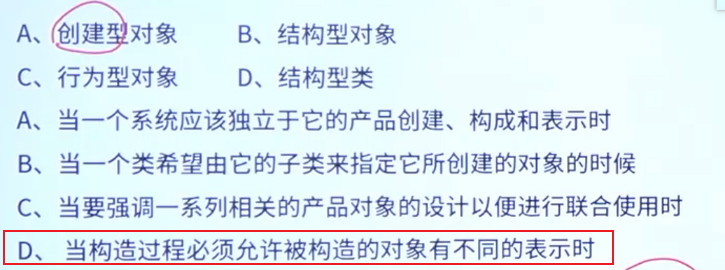 A、创建型对象 B、结构型对象
C、行为型对象 D、结构型类
A、当一个系统应该独立于它的产品创建、构成和表示时
B、当一个类希望由它的子类来指定它所创建的对象的时候
C、当要强调一系列相关的产品对象的设计以便进行联合使用时
D、当构造过程必须允许被构造的对象有不同的表示时